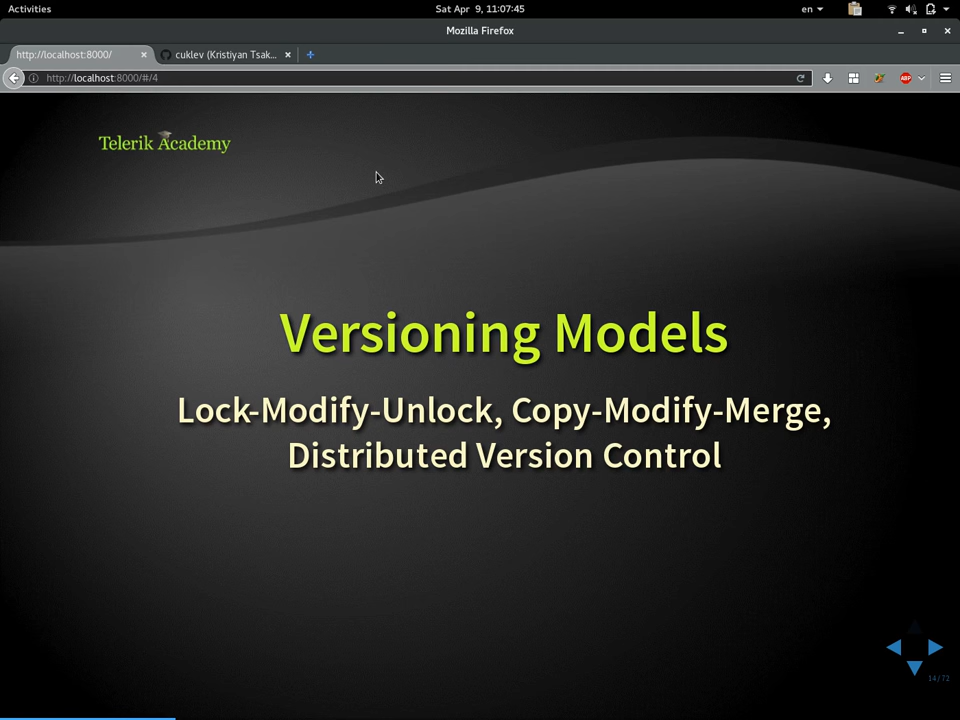 Activities
Sat Apr 9, 11:07:45
en
Mozilla Firefox
http://localhost:8000/
cuklev (Kristiyan Tsak...
http://localhost:8000/#/4
ABP
Telerik Academy
Versioning Models
Lock-Modify-Unlock, Copy-Modify-Merge,
Distributed Version Control
14/72